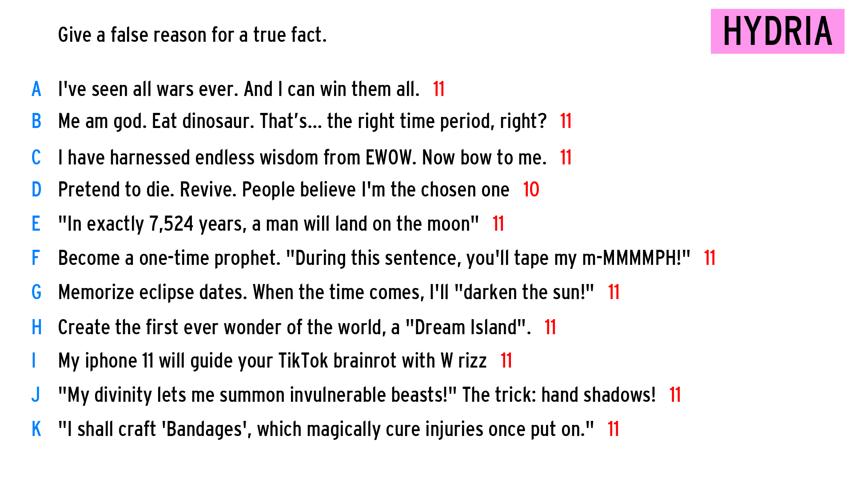 Give a false reason for a true fact.
HYDRIA
A I've seen all wars ever. And I can win them all. 11
B Me am god. Eat dinosaur. That’s... the right time period, right? 11
C I have harnessed endless wisdom from EWOW. Now bow to me. 11
D Pretend to die. Revive. People believe I'm the chosen one 10
E "In exactly 7,524 years, a man will land on the moon" 11
F Become a one-time prophet. "During this sentence, you'll tape my m-MMMMPH!" 11
G Memorize eclipse dates. When the time comes, I'll "darken the sun!" 11
H Create the first ever wonder of the world, a "Dream Island". 11
I My iphone 11 will guide your TikTok brainrot with W rizz 11
J "My divinity lets me summon invulnerable beasts!" The trick: hand shadows! 11
K "I shall craft 'Bandages', which magically cure injuries once put on." 11